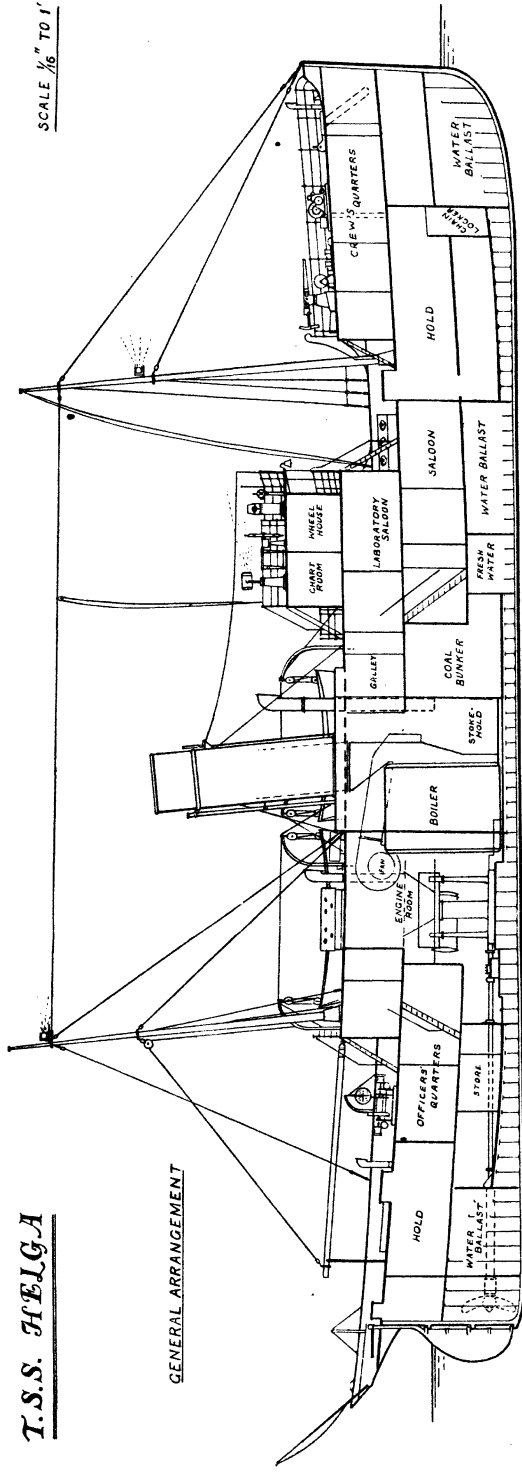 T.S.S. HELGA
SCALE 1/16" TO 1'
GENERAL ARRANGEMENT
CHART
ROOM
WHEEL
HOUSE
CREW'S QUARTERS
GALLEY
LABORATORY
SALOON
FAN
ENGINE
ROOM
BOILER
STOKE-
HOLD
COAL
BUNKER
SALOON
HOLD
CHAIN
LOCKER
WATER
BALLAST
OFFICERS'
QUARTERS
HOLD
STORE
FRESH
WATER
WATER BALLAST
WATER
BALLAST